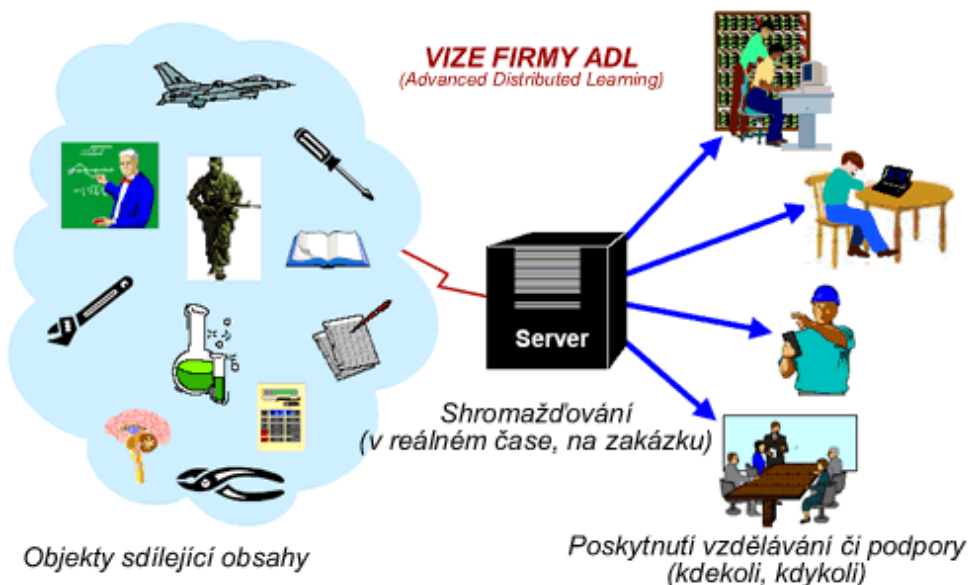 VIZE FIRMY ADL
(Advanced Distributed Learning)
Server
Shromažďování
(v reálném čase, na zakázku)
Objekty sdílející obsahy
Poskytnutí vzdělávání či podpory
(kdekoli, kdykoli)